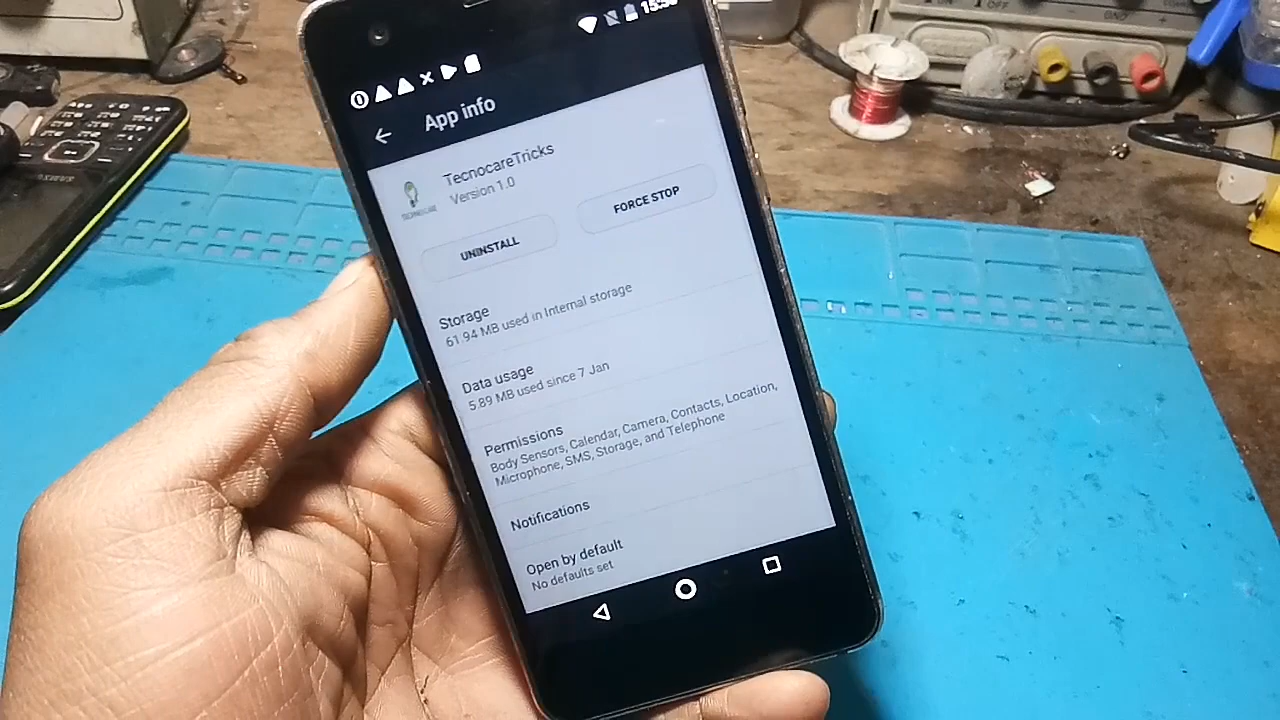 App info
TecnocareTricks
Version 1.0
UNINSTALL
FORCE STOP
Storage
61.94 MB used in Internal storage
Data usage
5.89 MB used since 7 Jan
Permissions
Body Sensors, Calendar, Camera, Contacts, Location,
Microphone, SMS, Storage, and Telephone
Notifications
Open by default
No defaults set
OFF
GND